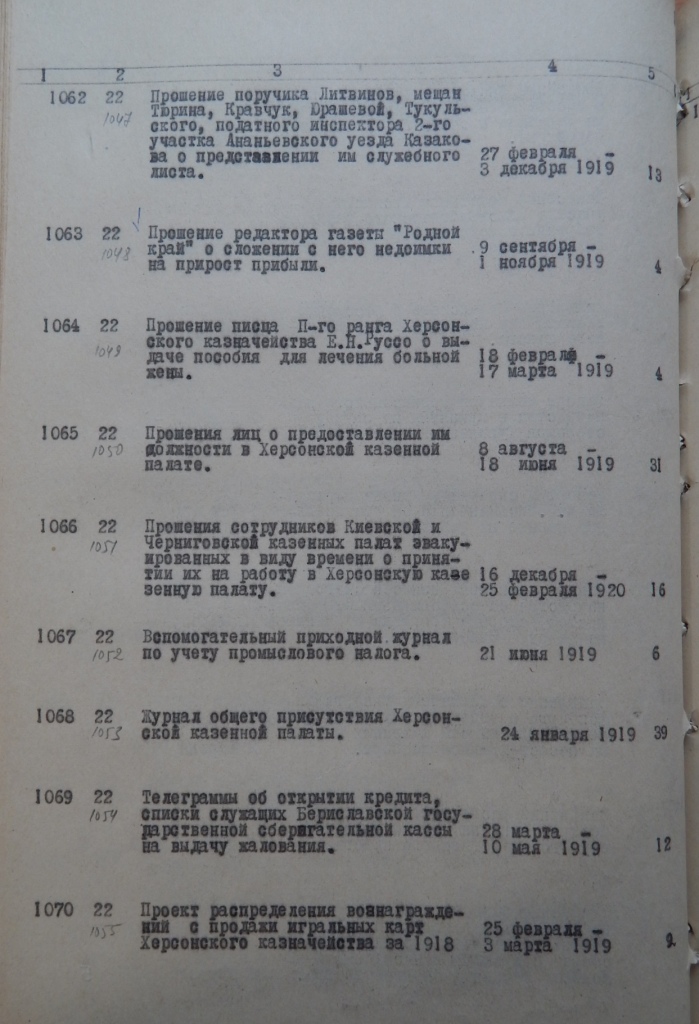 1 2 3 4 5
1062 22 Прошение поручика Литвинов, мещан
1047 Тюрина, Кравчук, Юрашевой, Тукуль-
ского, податного инспектора 2-го
участка Ананьевского уезда Казако-
ва о представлении им служебного 27 февраля -
листа. 3 декабря 1919 13
1063 22 Прошение редактора газеты "Родной
1048 край" о сложении с него недоимки 9 сентября -
на прирост прибыли. 1 ноября 1919 4
1064 22 Прошение писца П-го ранга Херсон-
1049 ского казначейства Е.Н.Руссо о вы-
даче пособия для лечения больной 18 февраля -
жены. 17 марта 1919 4
1065 22 Прошения лиц о предоставлении им
1050 должности в Херсонской казенной 8 августа -
палате. 18 июня 1919 31
1066 22 Прошения сотрудников Киевской и
1051 Черниговской казенных палат эваку-
ированных в виду времени о приня-
тии их на работу в Херсонскую казе 16 декабря -
зенную палату. 25 февраля 1920 16
1067 22 Вспомогательный приходной журнал
1052 по учету промыслового налога. 21 июня 1919 6
1068 22 Журнал общего присутствия Херсон-
1053 ской казенной палаты. 24 января 1919 39
1069 22 Телеграммы об открытии кредита,
1054 списки служащих Бериславской госу-
дарственной сберегательной кассы 28 марта -
на выдачу жалования. 10 мая 1919 12
1070 22 Проект распределения вознагражде-
1055 ний с продажи игральных карт 25 февраля -
Херсонского казначейства за 1918 3 марта 1919 2